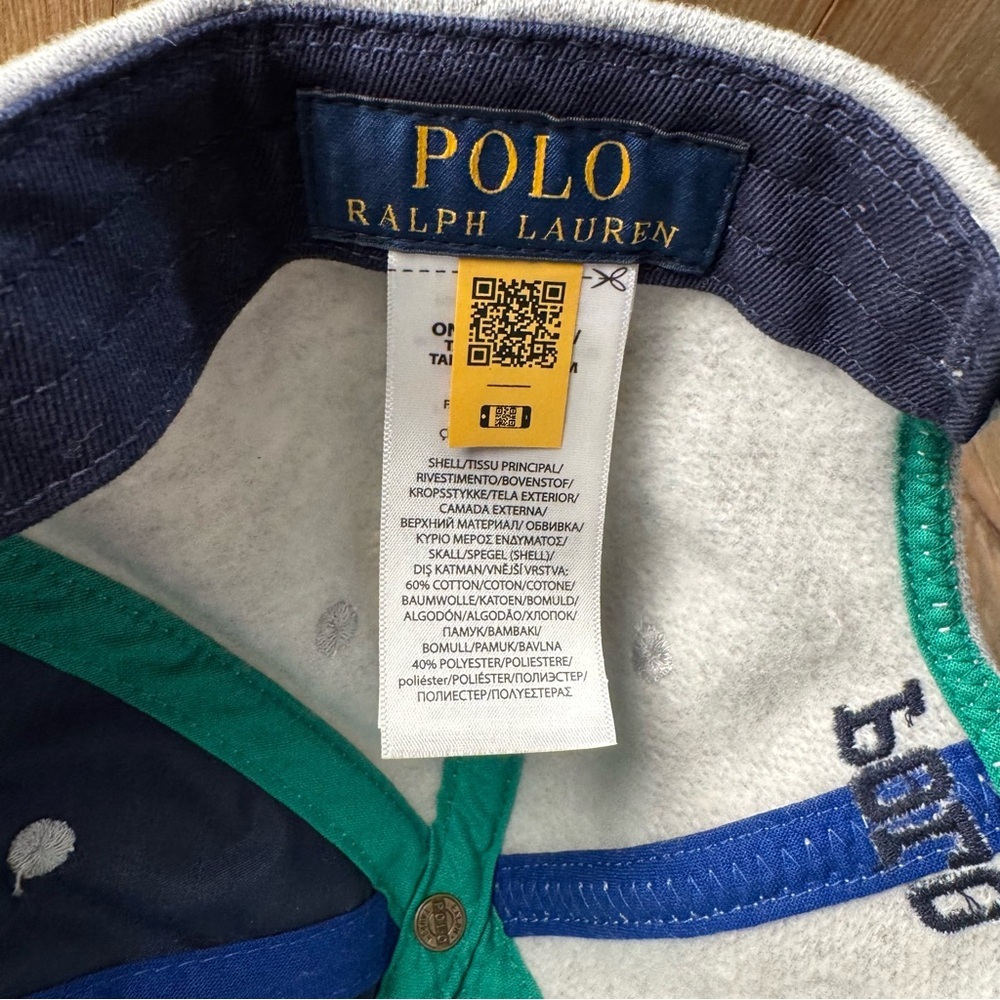 POLO
RALPH LAUREN
SHELL/TISSU PRINCIPAL/
RIVESTIMENTO/BOVENSTOF/
KROPSSTYKKE/TELA EXTERIOR/
CAMADA EXTERNA/
ВЕРХНИЙ МАТЕРИАЛ/ ОБВИВКА/
ΚΥΡΙΟ ΜΕΡΟΣ ΕΝΔΥΜΑΤΟΣ/
SKALL/SPEGEL (SHELL)/
DIŞ KATMAN/VNĚJŠÍ VRSTVA:
60% COTTON/COTON/COTONE/
BAUMWOLLE/KATOEN/BOMULD/
ALGODÓN/ALGODÃO/ХЛОПОК/
ПАМУК/ΒΑΜΒΑΚΙ/
BOMULL/PAMUK/BAVLNA
40% POLYESTER/POLIESTERE/
poliéster/POLIÉSTER/ПОЛИЭСТЕР/
ПОЛИЕСТЕР/ΠΟΛΥΕΣΤΕΡΑΣ
POLO